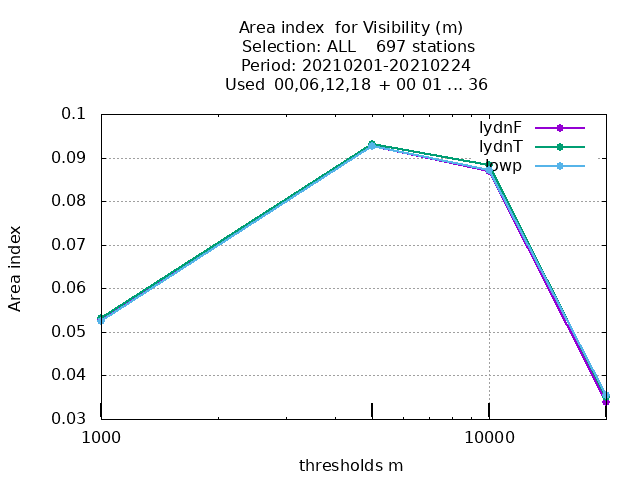 Area index  for Visibility (m)
Selection: ALL    697 stations
Period: 20210201-20210224
Used  00,06,12,18  + 00 01 ... 36
0.1
lydnF
lydnT
lowp
0.09
0.08
0.07
0.06
0.05
0.04
0.03
Area index
1000
10000
thresholds m